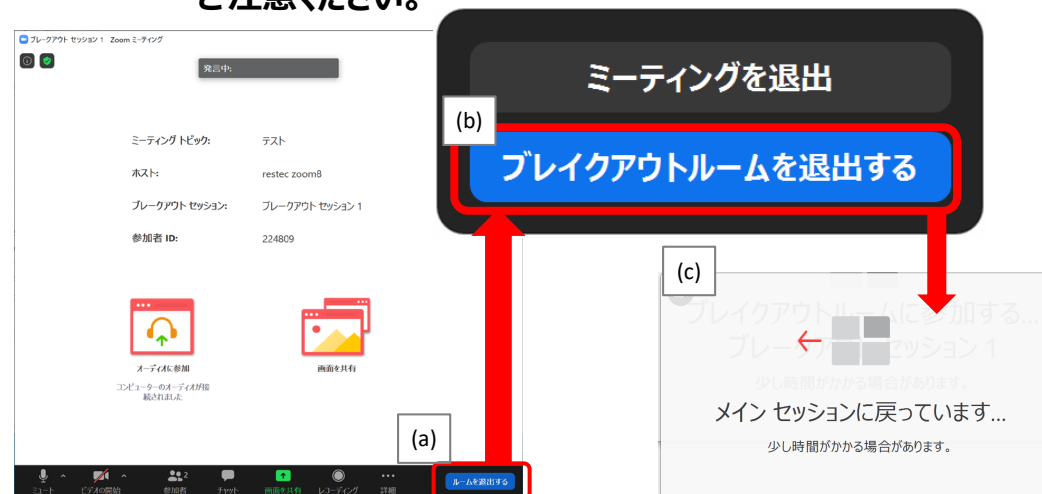 ご注意ください。
ブレークアウト セッション 1 Zoom ミーティング
発言中:
ミーティング トピック: テスト
ホスト: restec zoom8
ブレークアウト セッション: ブレークアウト セッション 1
参加者 ID: 224809
オーディオに参加
コンピューターのオーディオが接
続されました
画面を共有
(a)
ミュート ビデオの開始 参加者 2 チャット 画面を共有 レコーディング 詳細 ルームを退出する
ミーティングを退出
(b)
ブレイクアウトルームを退出する
(c)
ブレイクアウトルームに参加する...
ブレークアウト セッション 1
少し時間がかかる場合があります。
メイン セッションに戻っています...
少し時間がかかる場合があります。